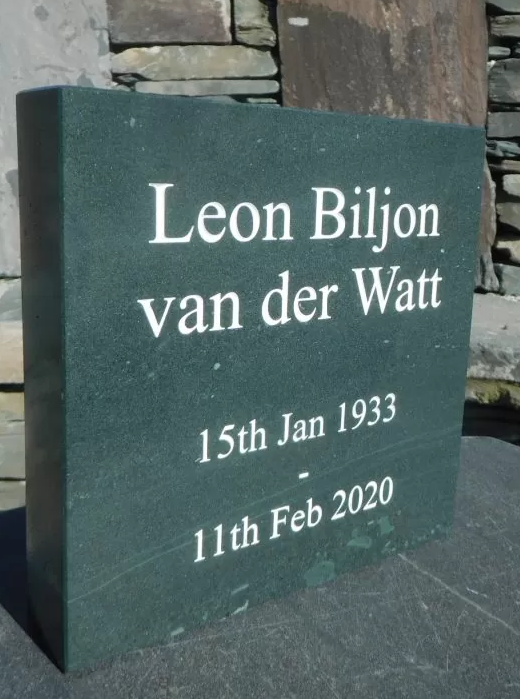 Leon Biljon
van der Watt
15th Jan 1933
-
11th Feb 2020